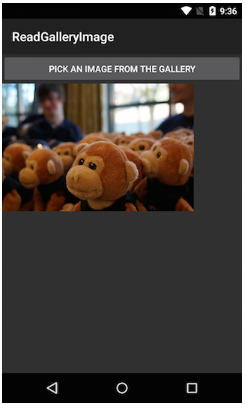 9:36
ReadGalleryImage
PICK AN IMAGE FROM THE GALLERY